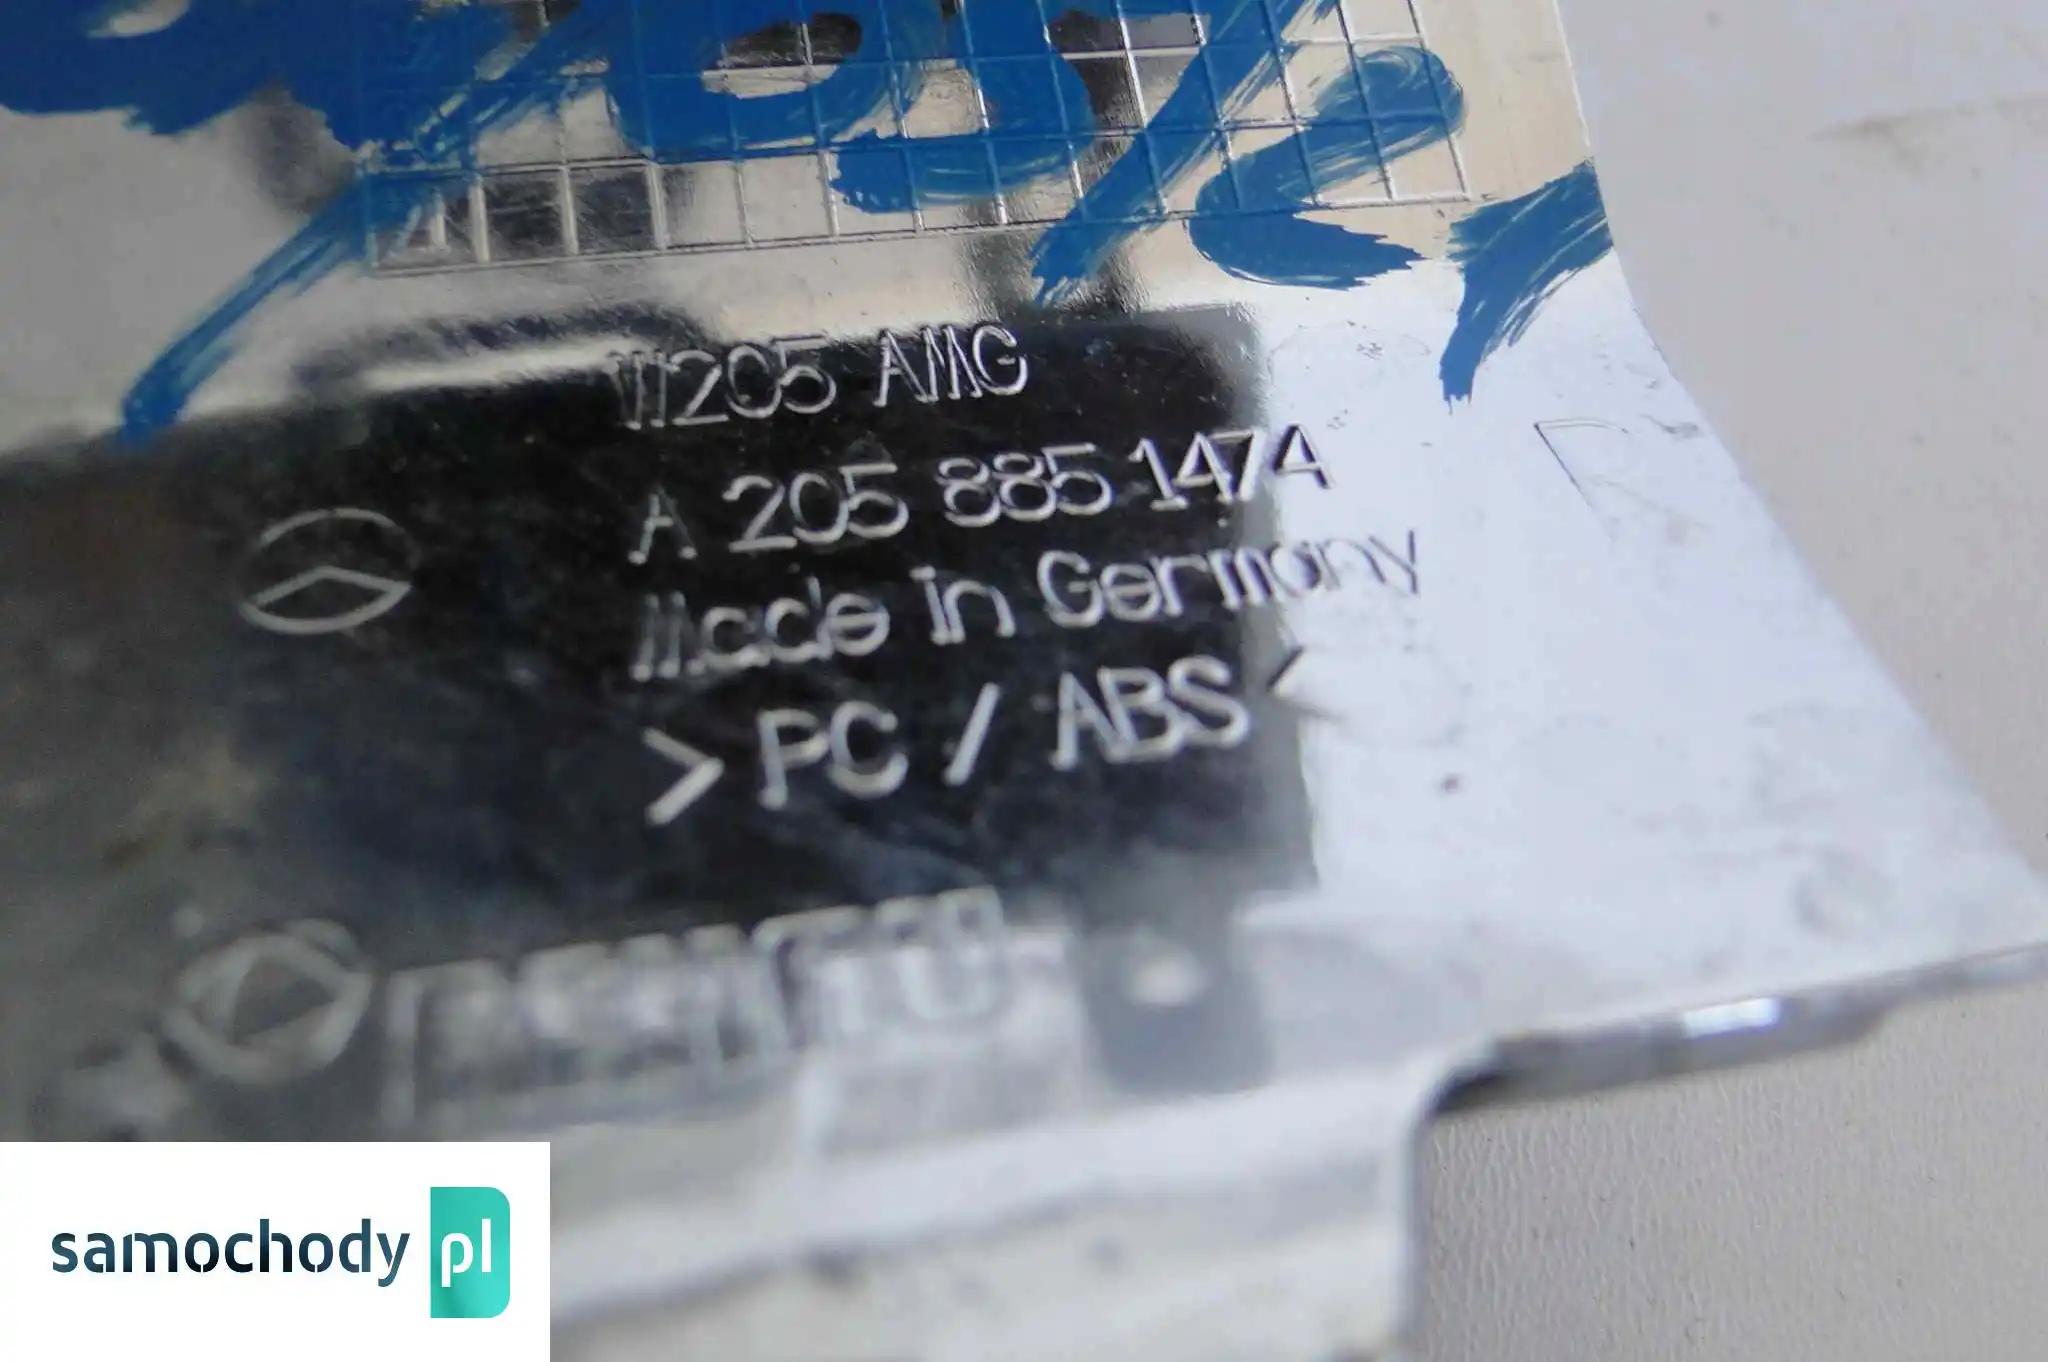 W205 AMG
A 205 885 1474
Made in Germany
>PC / ABS<
samochody pl